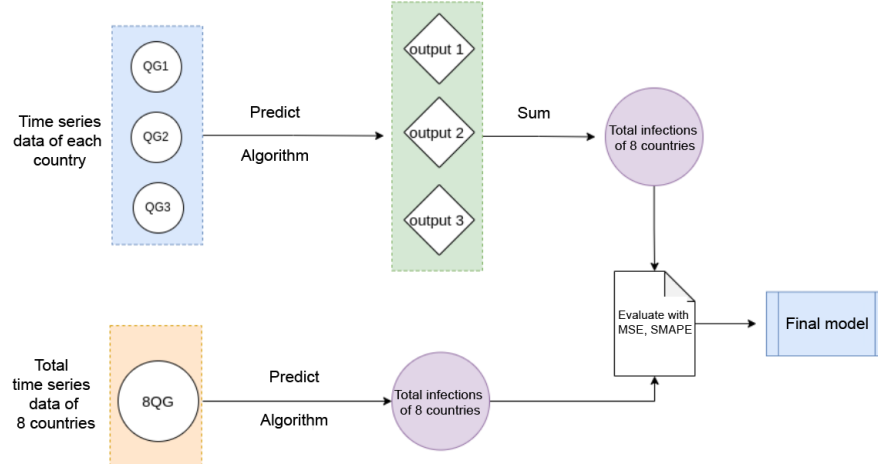 Time series
data of each
country
QG1
QG2
QG3
Predict
Algorithm
output 1
output 2
output 3
Sum
Total infections
of 8 countries
Evaluate with
MSE, SMAPE
Final model
Total
time series
data of
8 countries
8QG
Predict
Algorithm
Total infections
of 8 countries